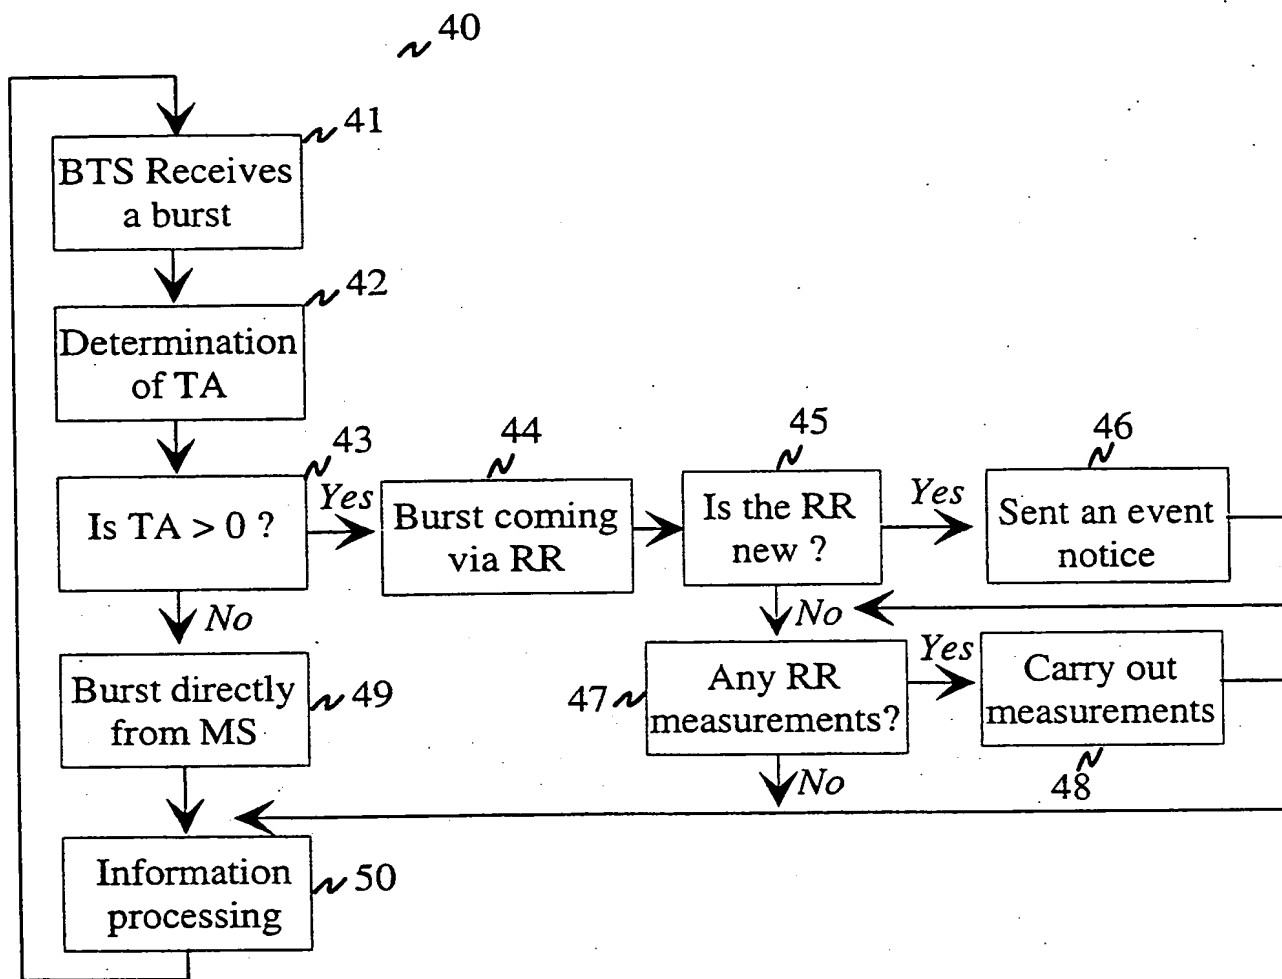 40
41
BTS Receives
a burst
42
Determination
of TA
43
Is TA > 0 ?
Yes
44
Burst coming
via RR
45
Is the RR
new ?
Yes
46
Sent an event
notice
No
No
47
Any RR
measurements?
Yes
Carry out
measurements
48
No
Burst directly
from MS
49
Information
processing
50